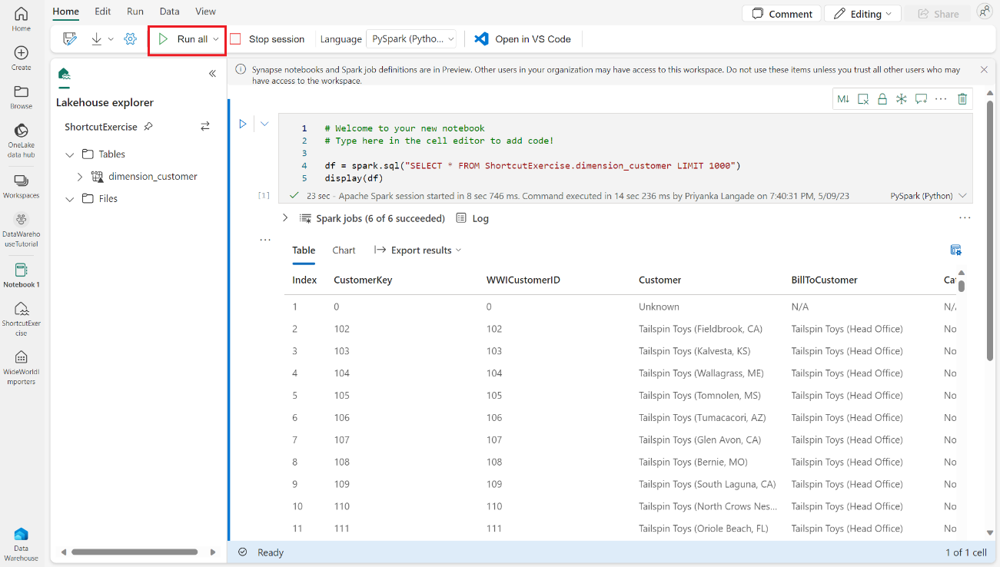 Home Edit Run Data View
Comment Editing Share
Run all Stop session Language PySpark (Pytho... Open in VS Code
Home
Create
Browse
OneLake
data hub
Workspaces
DataWareho
useTutorial
Notebook 1
ShortcutExer
cise
WideWorldI
mporters
Data
Warehouse
Lakehouse explorer
ShortcutExercise
Tables
dimension_customer
Files
Synapse notebooks and Spark job definitions are in Preview. Other users in your organization may have access to this workspace. Do not use these items unless you trust all other users who may
have access to the workspace.
M↓ ...
1 # Welcome to your new notebook
2 # Type here in the cell editor to add code!
3
4 df = spark.sql("SELECT * FROM ShortcutExercise.dimension_customer LIMIT 1000")
5 display(df)
[1] 23 sec - Apache Spark session started in 8 sec 746 ms. Command executed in 14 sec 236 ms by Priyanka Langade on 7:40:31 PM, 5/09/23 PySpark (Python)
Spark jobs (6 of 6 succeeded) Log ...
...
Table Chart Export results
Index CustomerKey WWICustomerID Customer BillToCustomer Cat
1 0 0 Unknown N/A N/
2 102 102 Tailspin Toys (Fieldbrook, CA) Tailspin Toys (Head Office) No
3 103 103 Tailspin Toys (Kalvesta, KS) Tailspin Toys (Head Office) No
4 104 104 Tailspin Toys (Wallagrass, ME) Tailspin Toys (Head Office) No
5 105 105 Tailspin Toys (Tomnolen, MS) Tailspin Toys (Head Office) No
6 106 106 Tailspin Toys (Tumacacori, AZ) Tailspin Toys (Head Office) No
7 107 107 Tailspin Toys (Glen Avon, CA) Tailspin Toys (Head Office) No
8 108 108 Tailspin Toys (Bernie, MO) Tailspin Toys (Head Office) No
9 109 109 Tailspin Toys (South Laguna, CA) Tailspin Toys (Head Office) No
10 110 110 Tailspin Toys (North Crows Nes... Tailspin Toys (Head Office) No
11 111 111 Tailspin Toys (Oriole Beach, FL) Tailspin Toys (Head Office) No
Ready 1 of 1 cell